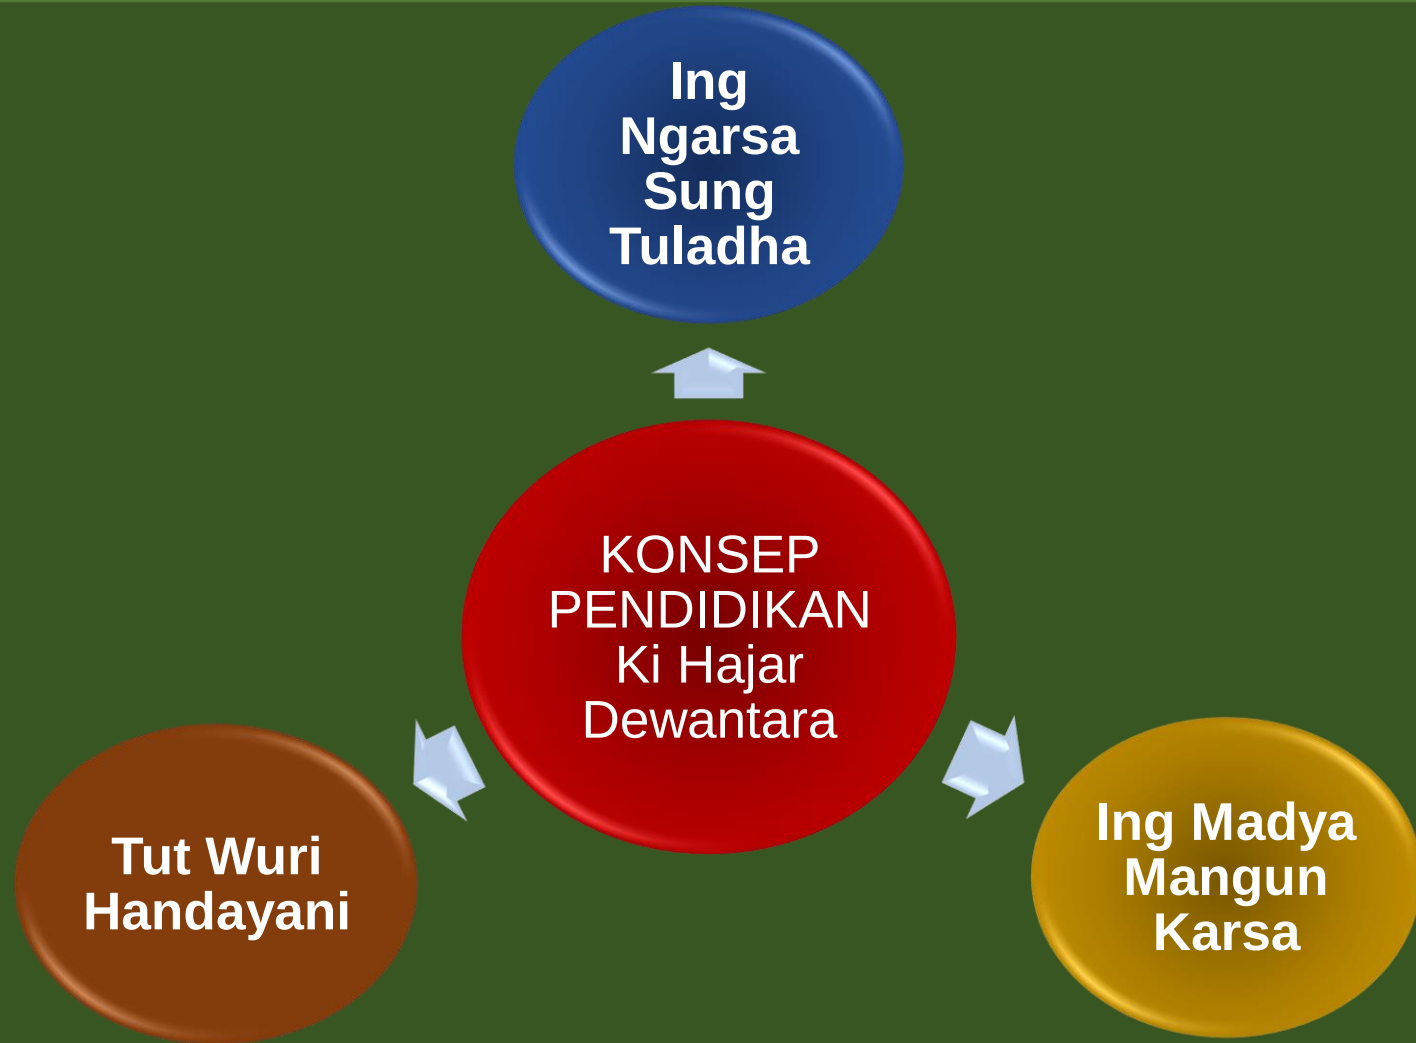 Ing
Ngarsa
Sung
Tuladha
KONSEP
PENDIDIKAN
Ki Hajar
Dewantara
Tut Wuri
Handayani
Ing Madya
Mangun
Karsa